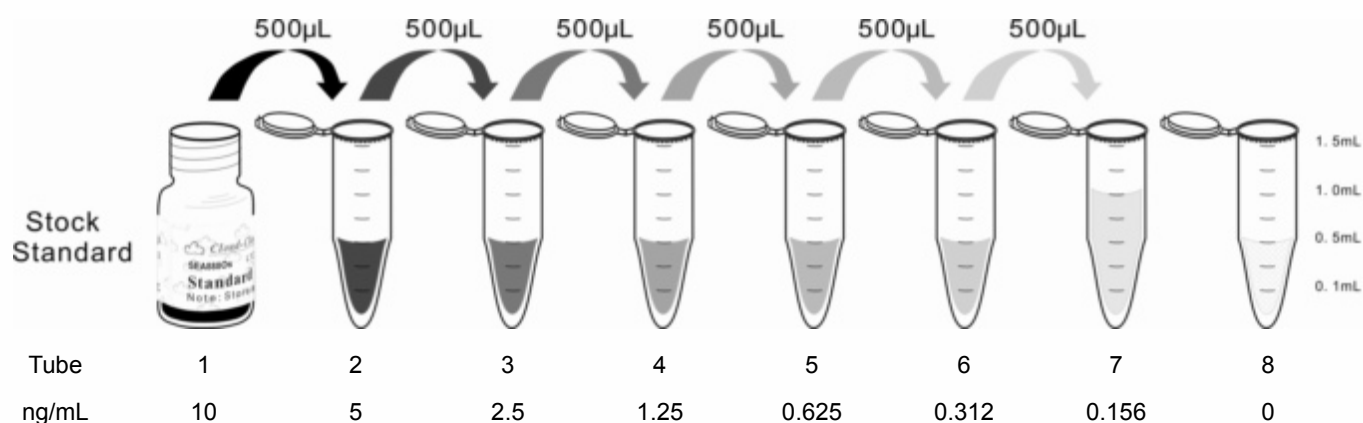 500µL 500µL 500µL 500µL 500µL 500µL
1.5mL
1.0mL
Stock
Standard
0.5mL
Standard
0.1mL
Tube 1 2 3 4 5 6 7 8
ng/mL 10 5 2.5 1.25 0.625 0.312 0.156 0